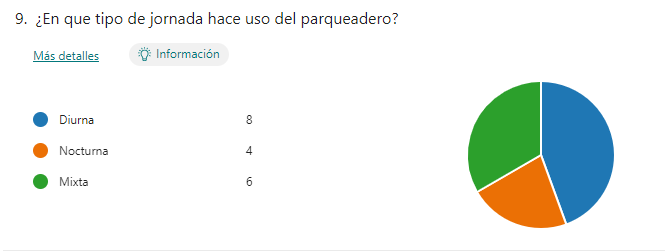 9. ¿En que tipo de jornada hace uso del parqueadero?
Más detalles
Información
Diurna 8
Nocturna 4
Mixta 6